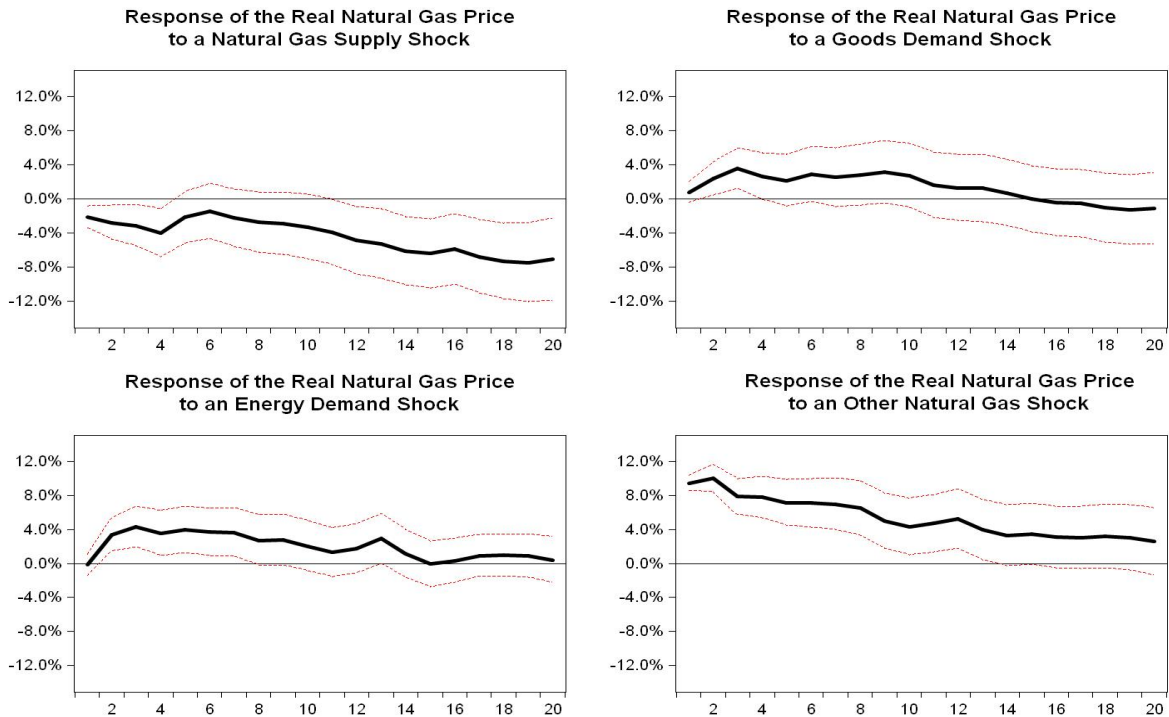 Response of the Real Natural Gas Price
to a Natural Gas Supply Shock
12.0%
8.0%
4.0%
0.0%
-4.0%
-8.0%
-12.0%
2 4 6 8 10 12 14 16 18 20
Response of the Real Natural Gas Price
to a Goods Demand Shock
12.0%
8.0%
4.0%
0.0%
-4.0%
-8.0%
-12.0%
2 4 6 8 10 12 14 16 18 20
Response of the Real Natural Gas Price
to an Energy Demand Shock
12.0%
8.0%
4.0%
0.0%
-4.0%
-8.0%
-12.0%
2 4 6 8 10 12 14 16 18 20
Response of the Real Natural Gas Price
to an Other Natural Gas Shock
12.0%
8.0%
4.0%
0.0%
-4.0%
-8.0%
-12.0%
2 4 6 8 10 12 14 16 18 20